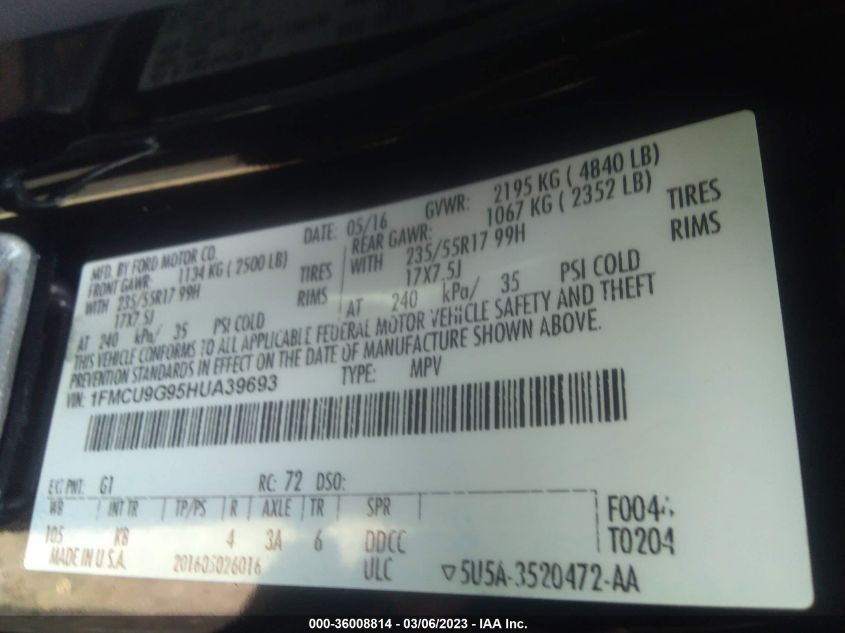 MFD. BY FORD MOTOR CO. DATE: 05/16 GVWR: 2195 KG ( 4840 LB)
FRONT GAWR: 1134 KG ( 2500 LB) REAR GAWR: 1067 KG ( 2352 LB)
WITH 235/55R17 99H TIRES WITH 235/55R17 99H TIRES
17X7.5J RIMS 17X7.5J RIMS
AT 240 kPa/ 35 PSI COLD AT 240 kPa/ 35 PSI COLD
THIS VEHICLE CONFORMS TO ALL APPLICABLE FEDERAL MOTOR VEHICLE SAFETY AND THEFT
PREVENTION STANDARDS IN EFFECT ON THE DATE OF MANUFACTURE SHOWN ABOVE.
VIN: 1FMCU9G95HUA39693 TYPE: MPV
EXT PNT: G1 RC: 72 DSO:
WB INT TR TP/PS R AXLE TR SPR
105 KB 4 3A 6 DDCC
MADE IN U.S.A. 201605026016 ULC
T0204
5U5A-3520472-AA
000-36008814 — 03/06/2023 — IAA Inc.